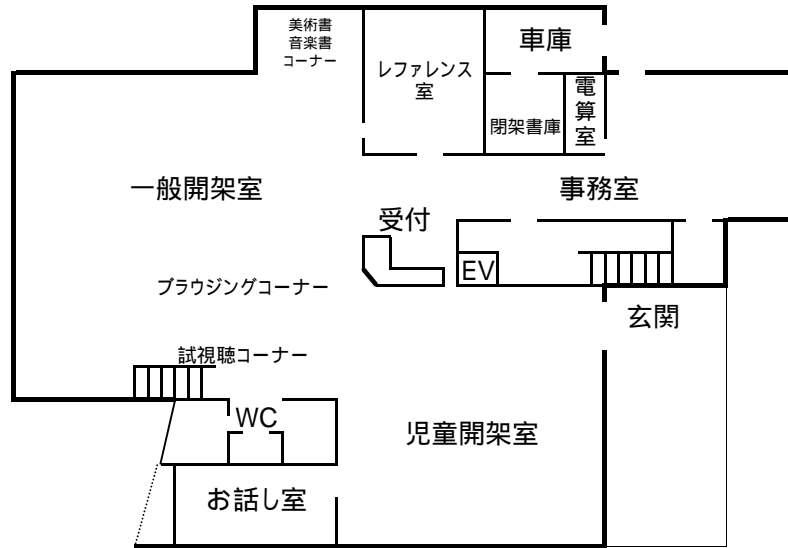 美術書
音楽書
コーナー
レファレンス
室
車庫
電
算
室
閉架書庫
一般開架室
事務室
受付
EV
ブラウジングコーナー
玄関
試視聴コーナー
WC
児童開架室
お話し室